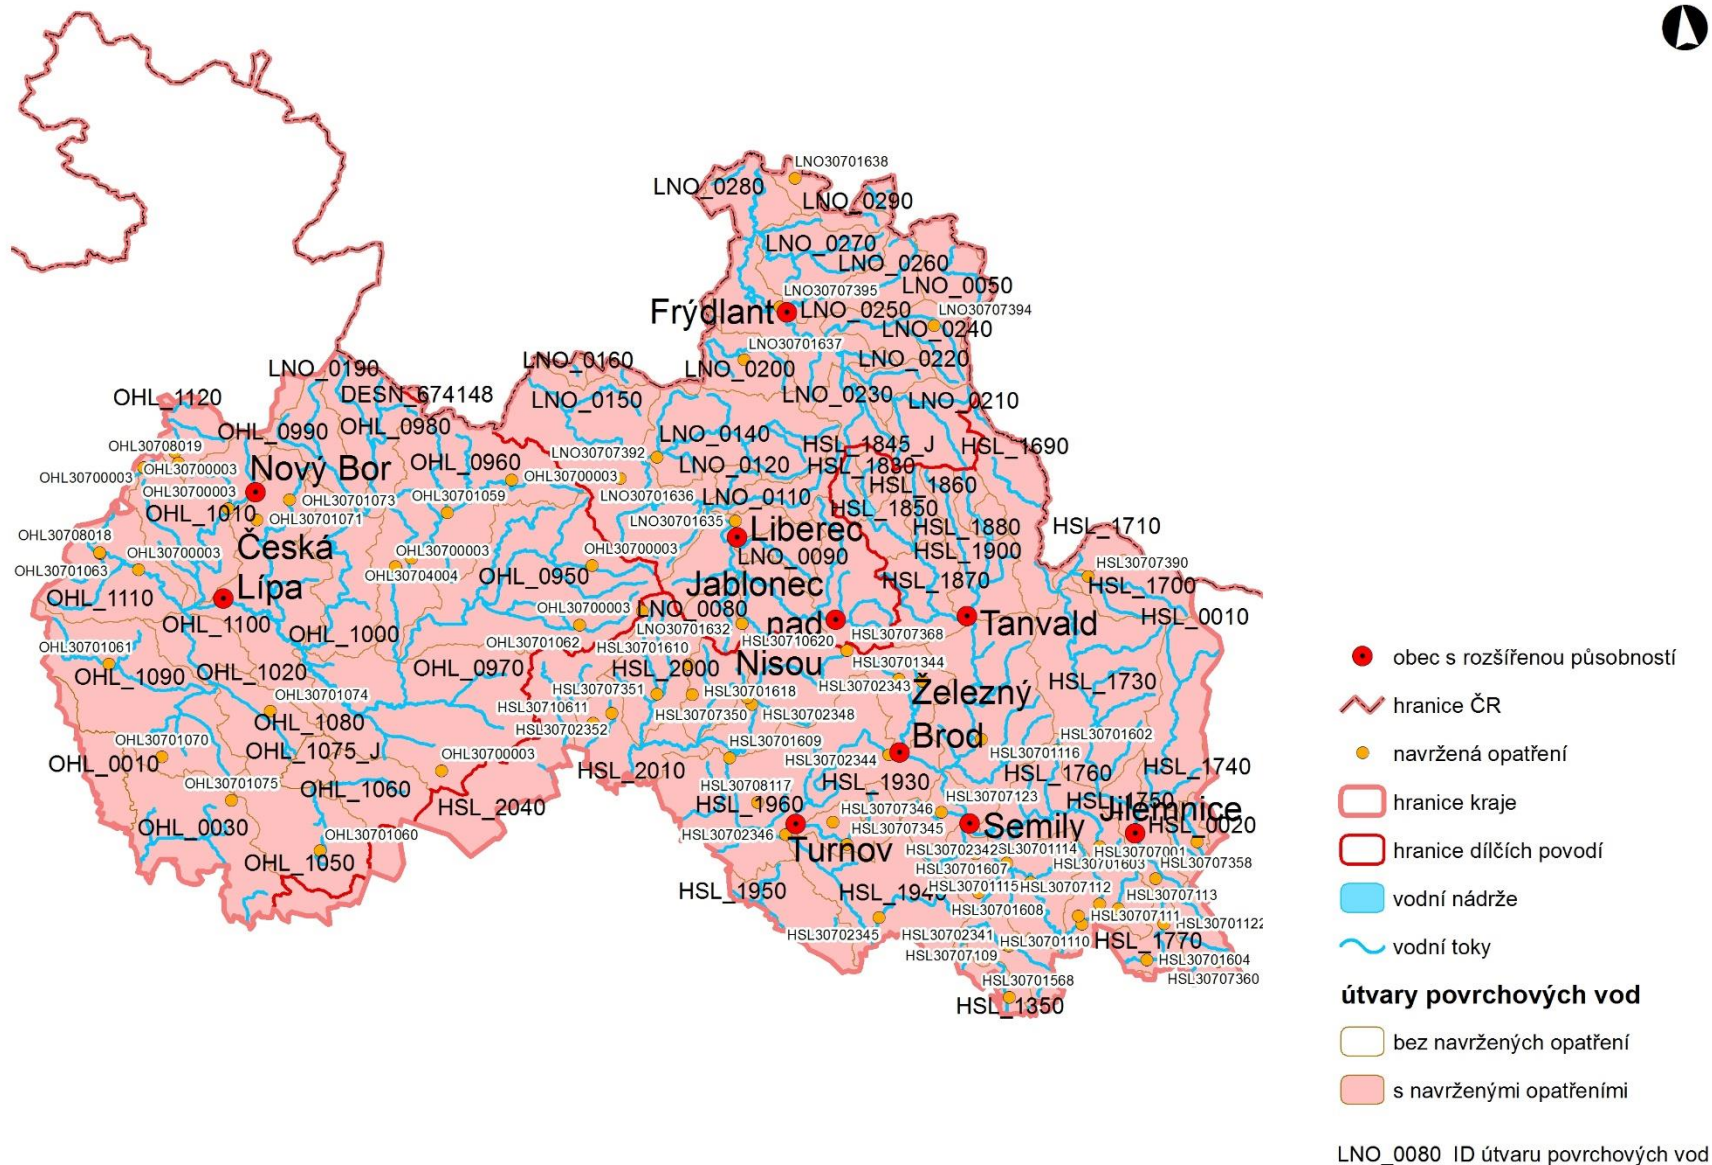 LNO30701638
LNO_0280
LNO_0290
LNO_0270
LNO_0260
LNO_0050
LNO30707395
Frýdlant
LNO_0250
LNO30707394
LNO_0240
LNO30701637
LNO_0160
LNO_0220
LNO_0190
LNO_0200
DESN_674148
LNO_0230
OHL_1120
LNO_0150
LNO_0210
OHL_0990
OHL_0980
LNO_0140
HSL_1845_J
HSL_1690
OHL30708019
LNO30707392
OHL_0960
LNO_0120
HSL_1830
OHL30700003
OHL30700003
Nový Bor
OHL30700003
HSL_1860
OHL30700003
OHL30701073
OHL30701059
LNO30701636
LNO_0110
HSL_1850
OHL_1010
OHL30701071
LNO30701635
Liberec
HSL_1880
HSL_1710
OHL30708018
OHL30700003
Česká
Lípa
OHL30700003
OHL30700003
LNO_0090
HSL_1900
OHL30701063
OHL30704004
OHL_0950
HSL30707390
Jablonec
nad
Nisou
HSL_1870
HSL_1700
OHL_1110
OHL30700003
LNO_0080
HSL_0010
OHL_1100
OHL_1000
LNO30701632
Tanvald
OHL30701062
HSL30701610
HSL30710620
HSL30707368
OHL30701061
OHL_1090
OHL_1020
OHL_0970
HSL_2000
HSL30701344
obec s rozšířenou působností
HSL30702343
HSL_1730
OHL30701074
HSL30707351
HSL30701618
Železný
Brod
hranice ČR
HSL30710611
HSL30707350
HSL30702348
OHL_1080
HSL30702352
HSL30701602
OHL30701070
OHL_1075_J
OHL30700003
HSL30701609
HSL30701116
navržená opatření
OHL_0010
HSL_2010
HSL30702344
HSL_1760
HSL_1740
OHL30701075
OHL_1060
HSL30708117
HSL_1930
HSL30707123
HSL_1750
hranice kraje
HSL_2040
HSL_1960
HSL30707346
Jilemnice
OHL_0030
OHL30701060
HSL30702346
HSL30707345
Semily
HSL_0020
Turnov
HSL30702342
SL30701114
HSL30707001
hranice dílčích povodí
OHL_1050
HSL30701607
HSL30701603
HSL30707358
HSL_1950
HSL_1940
HSL30701115
HSL30707112
HSL30707113
vodní nádrže
HSL30701608
HSL30707111
HSL30701122
HSL30702345
HSL30702341
HSL30701110
HSL_1770
vodní toky
HSL30707109
HSL30701604
HSL30701568
HSL30707360
HSL_1350
útvary povrchových vod
bez navržených opatření
s navrženými opatřeními
LNO_0080 ID útvaru povrchových vod